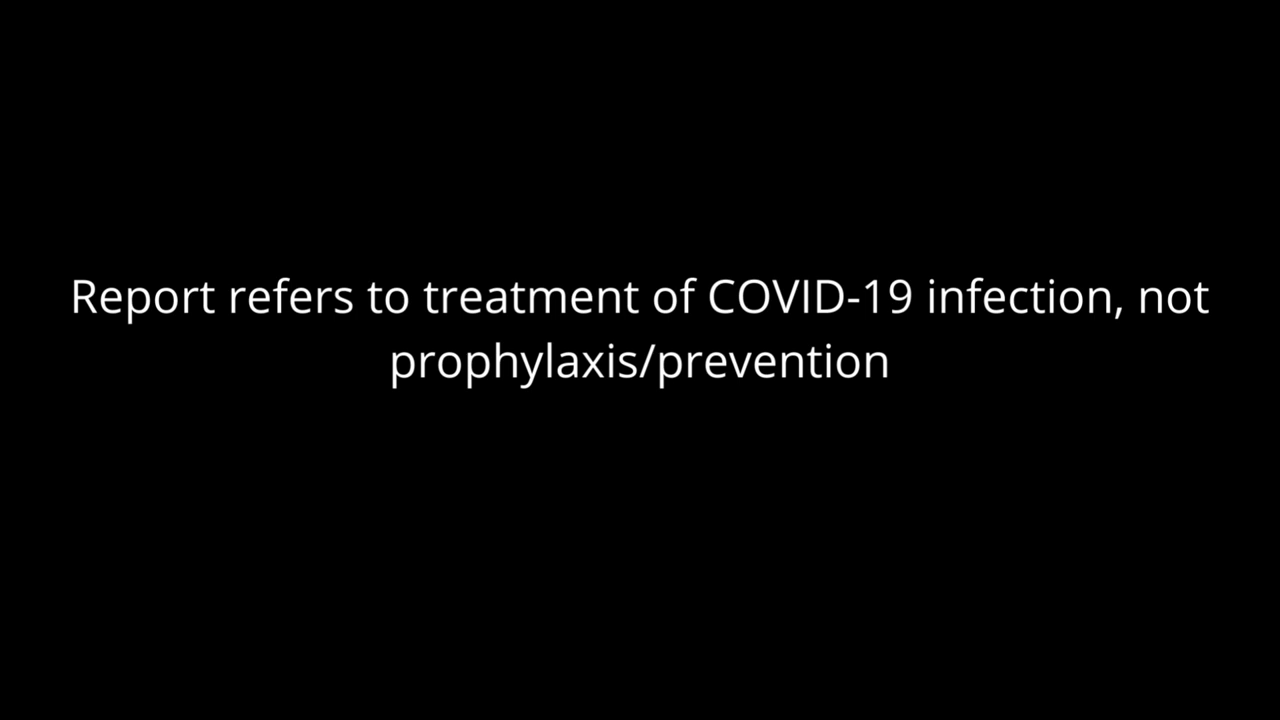 Report refers to treatment of COVID-19 infection, not
prophylaxis/prevention